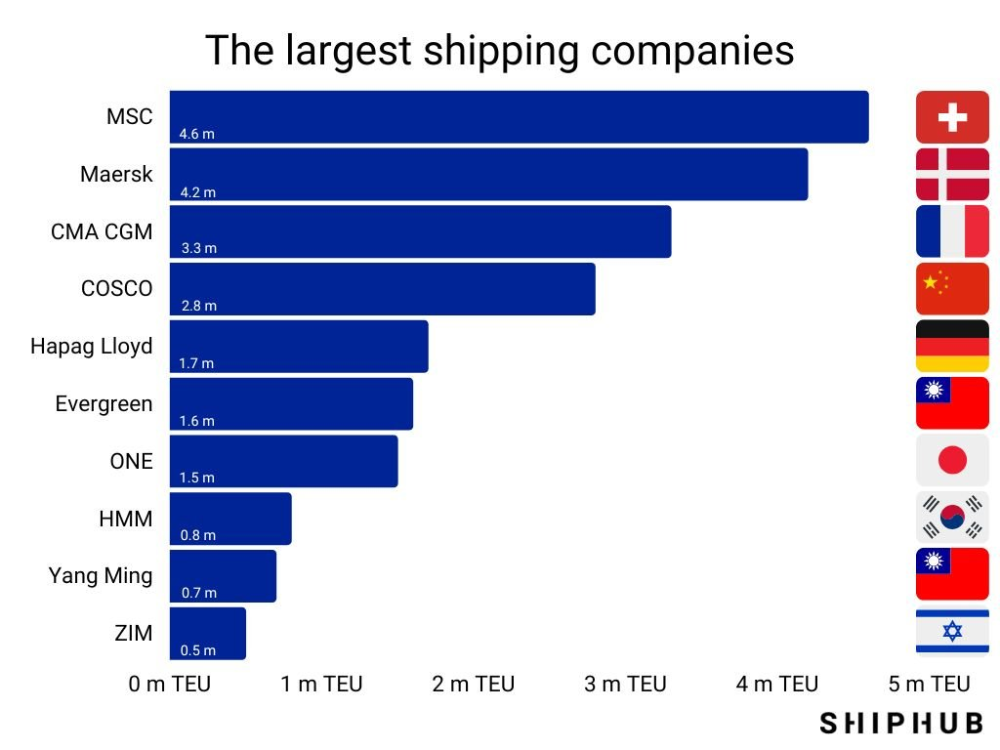 The largest shipping companies
MSC
4.6 m
Maersk
4.2 m
CMA CGM
3.3 m
COSCO
2.8 m
Hapag Lloyd
1.7 m
Evergreen
1.6 m
ONE
1.5 m
HMM
0.8 m
Yang Ming
0.7 m
ZIM
0.5 m
0 m TEU 1 m TEU 2 m TEU 3 m TEU 4 m TEU 5 m TEU
SHIPHUB